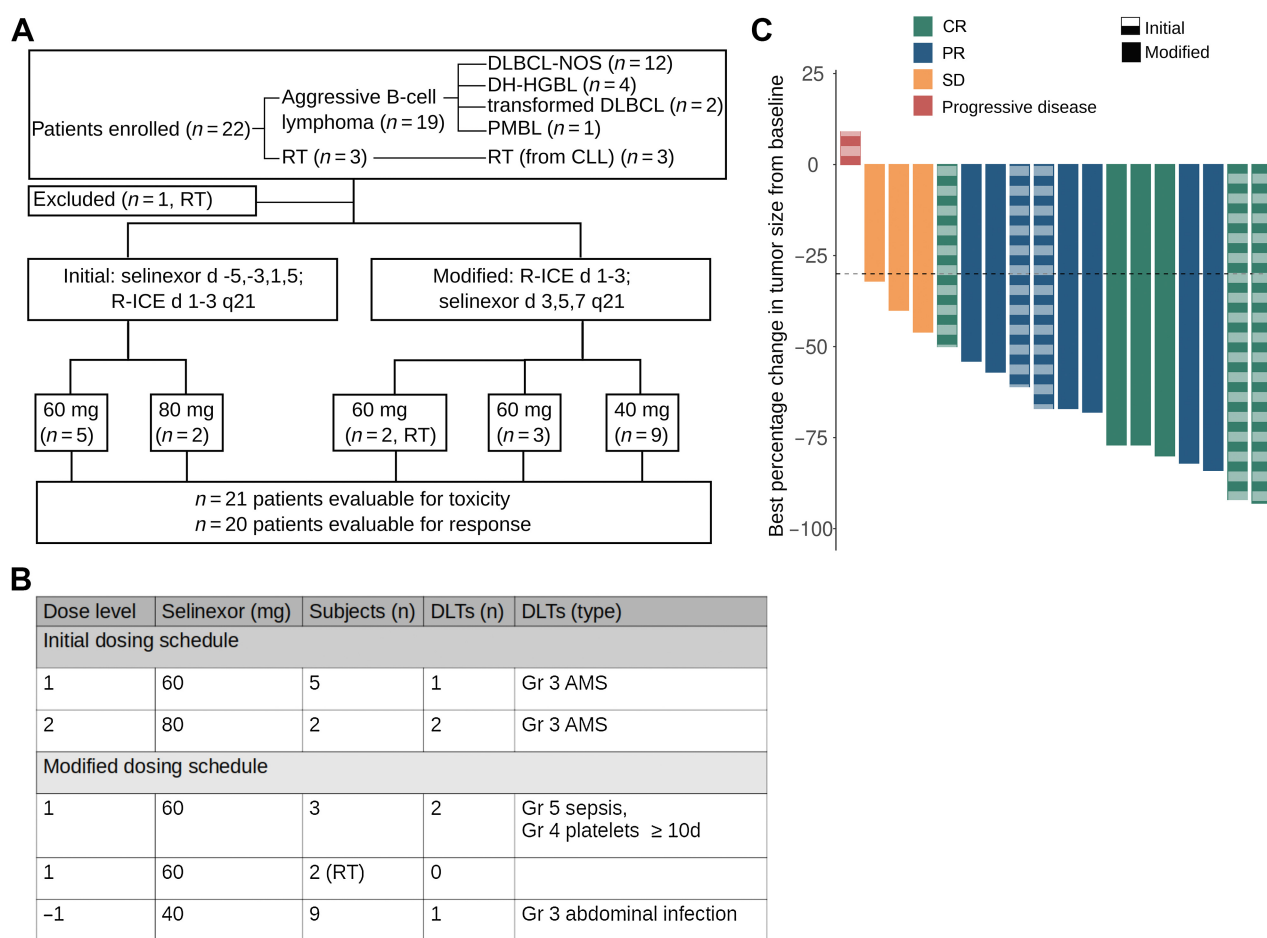 A
Patients enrolled (n = 22)
Aggressive B-cell
lymphoma (n = 19)
DLBCL-NOS (n = 12)
DH-HGBL (n = 4)
transformed DLBCL (n = 2)
PMBL (n = 1)
RT (n = 3)
RT (from CLL) (n = 3)
Excluded (n = 1, RT)
Initial: selinexor d -5,-3,1,5;
R-ICE d 1-3 q21
Modified: R-ICE d 1-3;
selinexor d 3,5,7 q21
60 mg
(n = 5)
80 mg
(n = 2)
60 mg
(n = 2, RT)
60 mg
(n = 3)
40 mg
(n = 9)
n = 21 patients evaluable for toxicity
n = 20 patients evaluable for response
B
Dose level Selinexor (mg) Subjects (n) DLTs (n) DLTs (type)
Initial dosing schedule
1 60 5 1 Gr 3 AMS
2 80 2 2 Gr 3 AMS
Modified dosing schedule
1 60 3 2 Gr 5 sepsis,
Gr 4 platelets ≥ 10d
1 60 2 (RT) 0
−1 40 9 1 Gr 3 abdominal infection
C
CR
PR
SD
Progressive disease
Initial
Modified
Best percentage change in tumor size from baseline
25
0
−25
−50
−75
−100